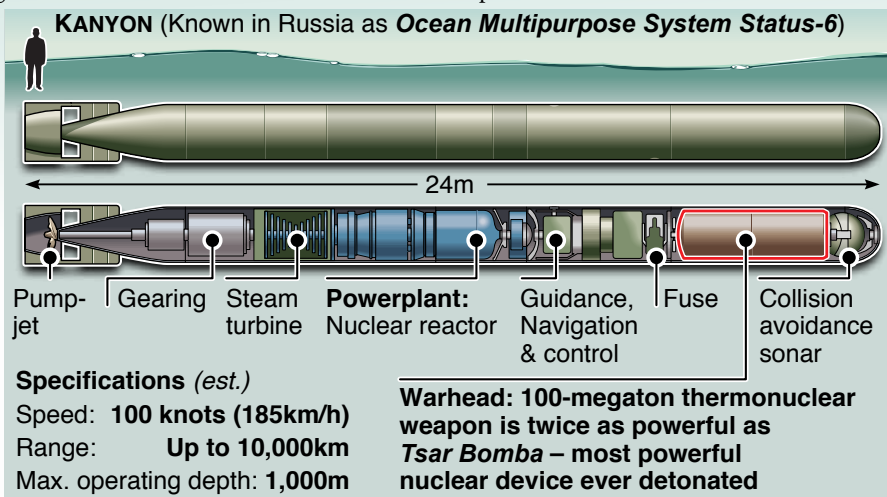 KANYON (Known in Russia as Ocean Multipurpose System Status-6)
24m
Pump-
jet
Gearing
Steam
turbine
Powerplant:
Nuclear reactor
Guidance,
Navigation
& control
Fuse
Collision
avoidance
sonar
Specifications (est.)
Speed: 100 knots (185km/h)
Range: Up to 10,000km
Max. operating depth: 1,000m
Warhead: 100-megaton thermonuclear
weapon is twice as powerful as
Tsar Bomba – most powerful
nuclear device ever detonated